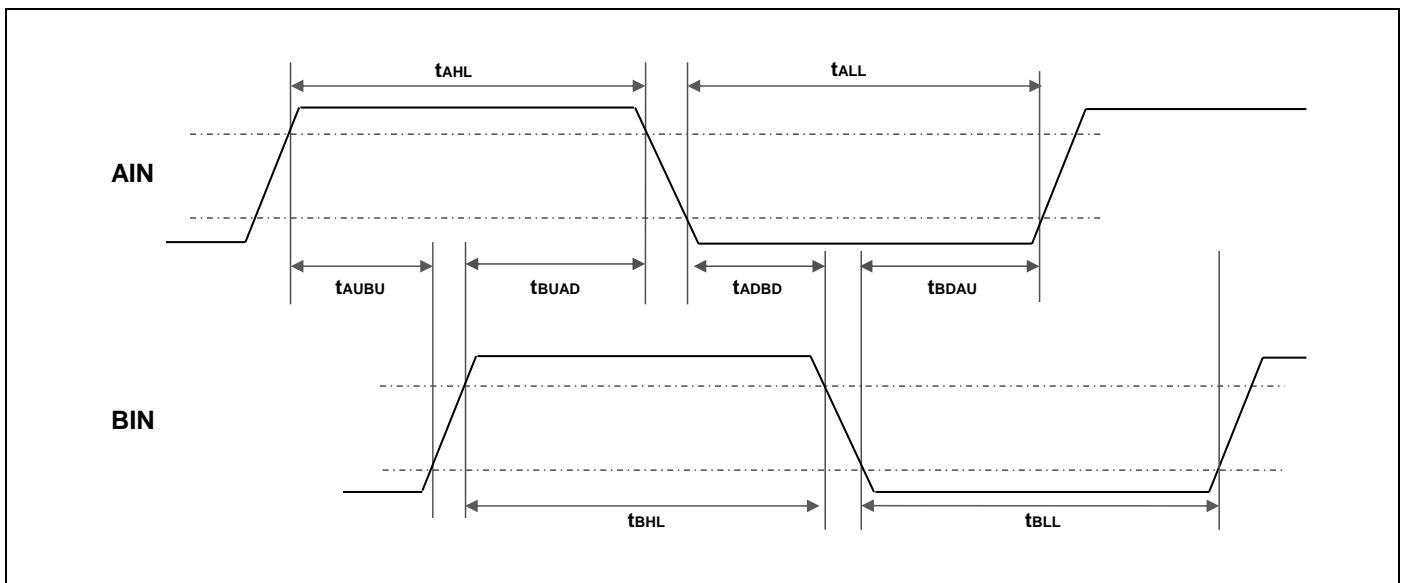 tAHL
tALL
AIN
tAUBU
tBUAD
tADBD
tBDAU
BIN
tBHL
tBLL